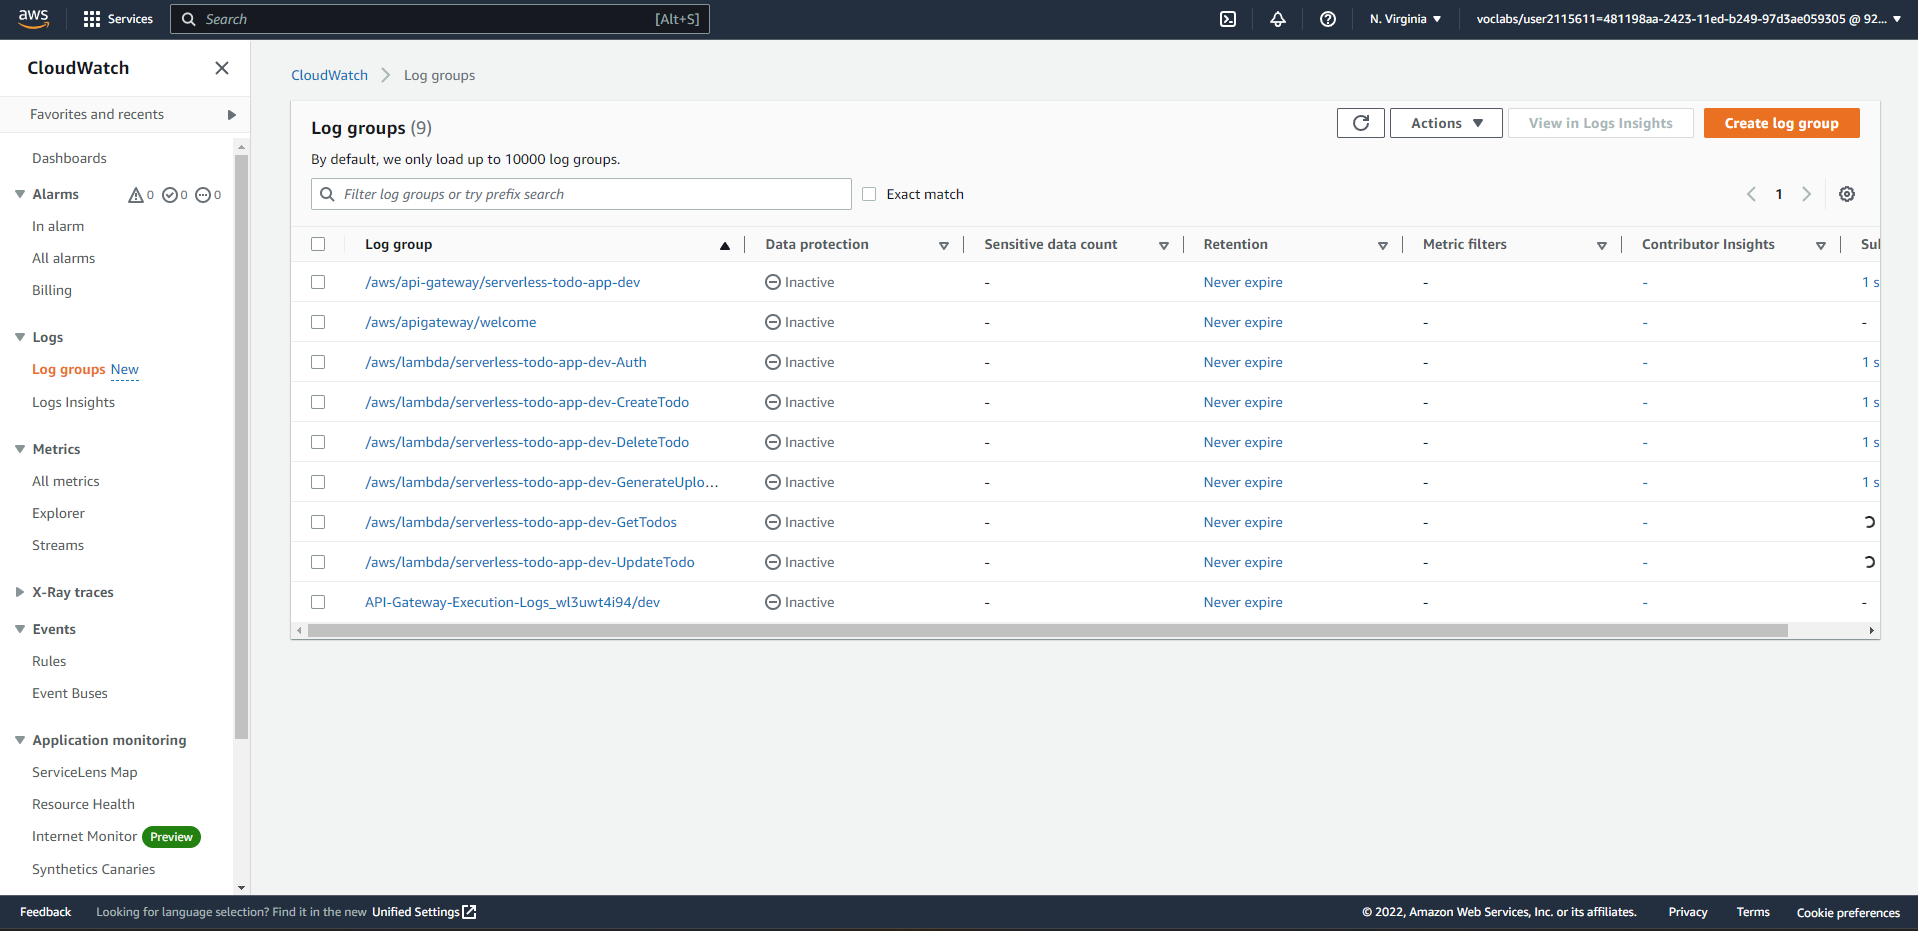 aws
Services
Search
[Alt+S]
N. Virginia
voclabs/user2115611=481198aa-2423-11ed-b249-97d3ae059305 @ 92...
CloudWatch
Favorites and recents
Dashboards
Alarms 0 0 0
In alarm
All alarms
Billing
Logs
Log groups New
Logs Insights
Metrics
All metrics
Explorer
Streams
X-Ray traces
Events
Rules
Event Buses
Application monitoring
ServiceLens Map
Resource Health
Internet Monitor Preview
Synthetics Canaries
CloudWatch Log groups
Log groups (9)
Actions
View in Logs Insights
Create log group
By default, we only load up to 10000 log groups.
Filter log groups or try prefix search
Exact match
1
Log group Data protection Sensitive data count Retention Metric filters Contributor Insights Sul
/aws/api-gateway/serverless-todo-app-dev Inactive - Never expire - - 1 s
/aws/apigateway/welcome Inactive - Never expire - - -
/aws/lambda/serverless-todo-app-dev-Auth Inactive - Never expire - - 1 s
/aws/lambda/serverless-todo-app-dev-CreateTodo Inactive - Never expire - - 1 s
/aws/lambda/serverless-todo-app-dev-DeleteTodo Inactive - Never expire - - 1 s
/aws/lambda/serverless-todo-app-dev-GenerateUplo... Inactive - Never expire - - 1 s
/aws/lambda/serverless-todo-app-dev-GetTodos Inactive - Never expire - -
/aws/lambda/serverless-todo-app-dev-UpdateTodo Inactive - Never expire - -
API-Gateway-Execution-Logs_wl3uwt4i94/dev Inactive - Never expire - - -
Feedback
Looking for language selection? Find it in the new Unified Settings
© 2022, Amazon Web Services, Inc. or its affiliates.
Privacy
Terms
Cookie preferences